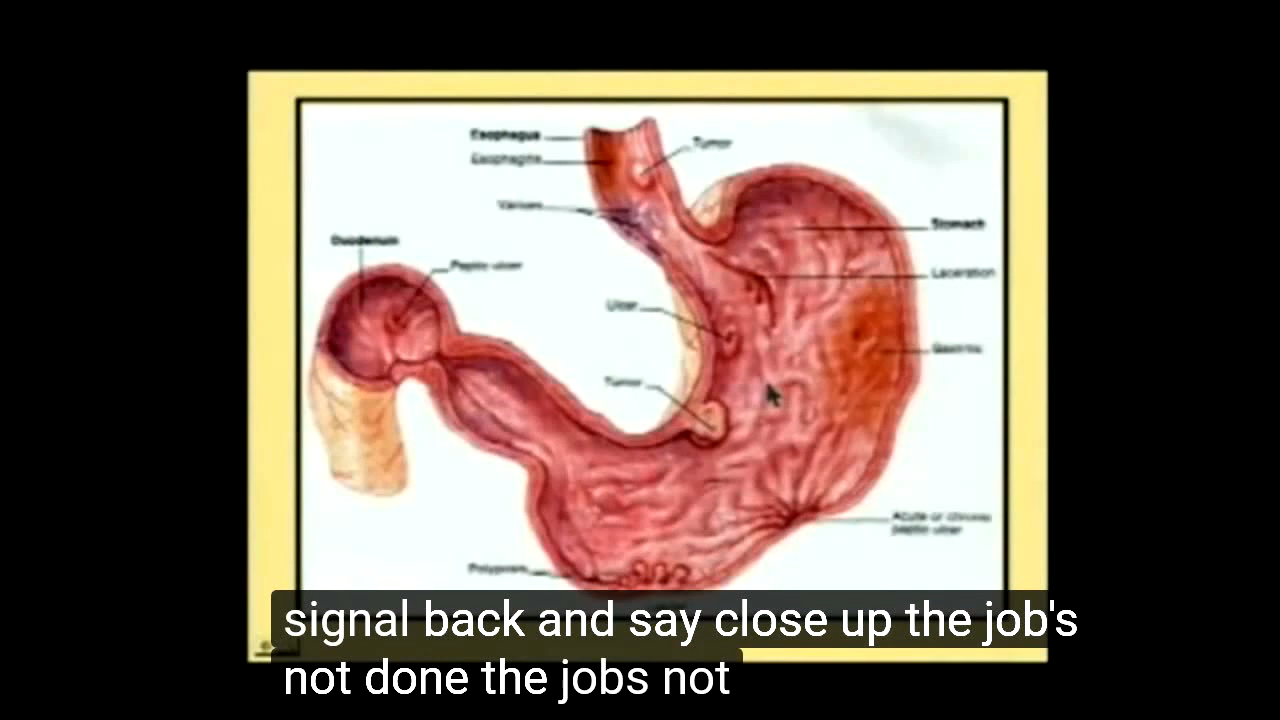 Esophagus
Esophagitis
Tumor
Varices
Stomach
Duodenum
Peptic ulcer
Laceration
Ulcer
Gastritis
Tumor
Acute or chronic
peptic ulcer
Polyposis
signal back and say close up the job's
not done the jobs not